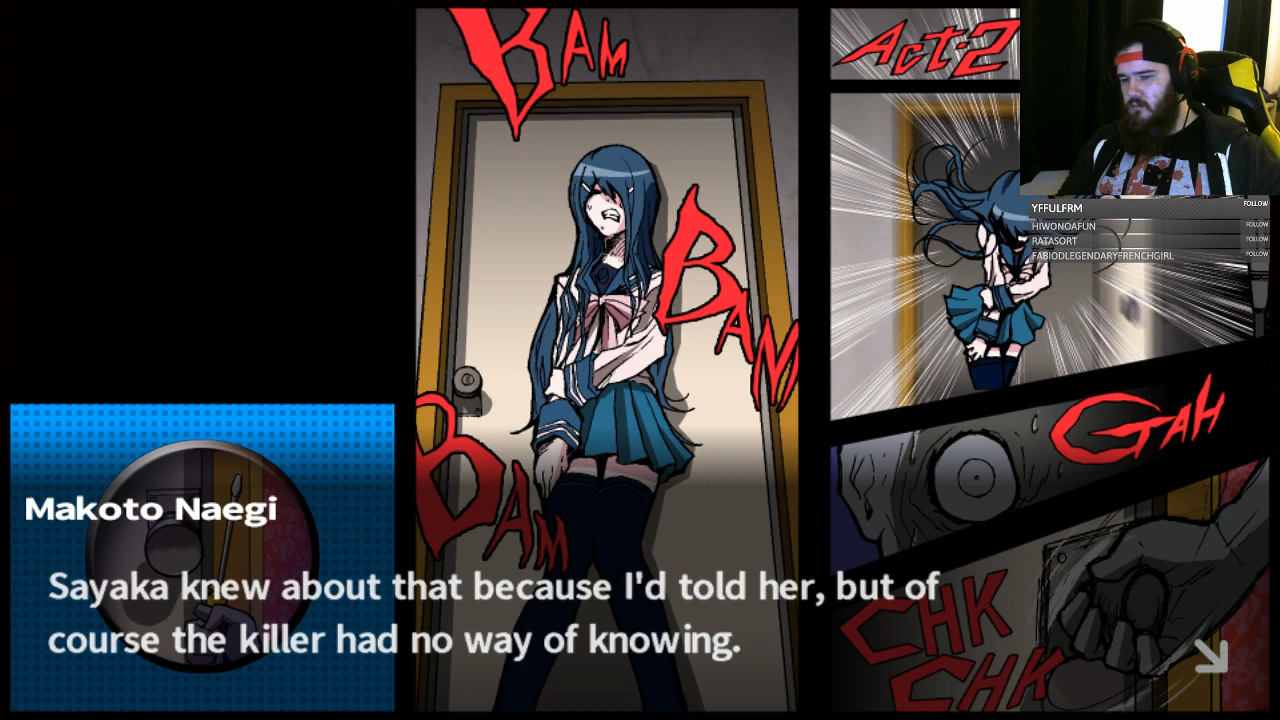 BAM
BAM
BAM
Act.2
GAH
CHK
CHK
YFFULFRM FOLLOW
HIWONOAFUN FOLLOW
RATASORT FOLLOW
FABIODLEGENDARYFRENCHGIRL FOLLOW
Makoto Naegi
Sayaka knew about that because I'd told her, but of
course the killer had no way of knowing.